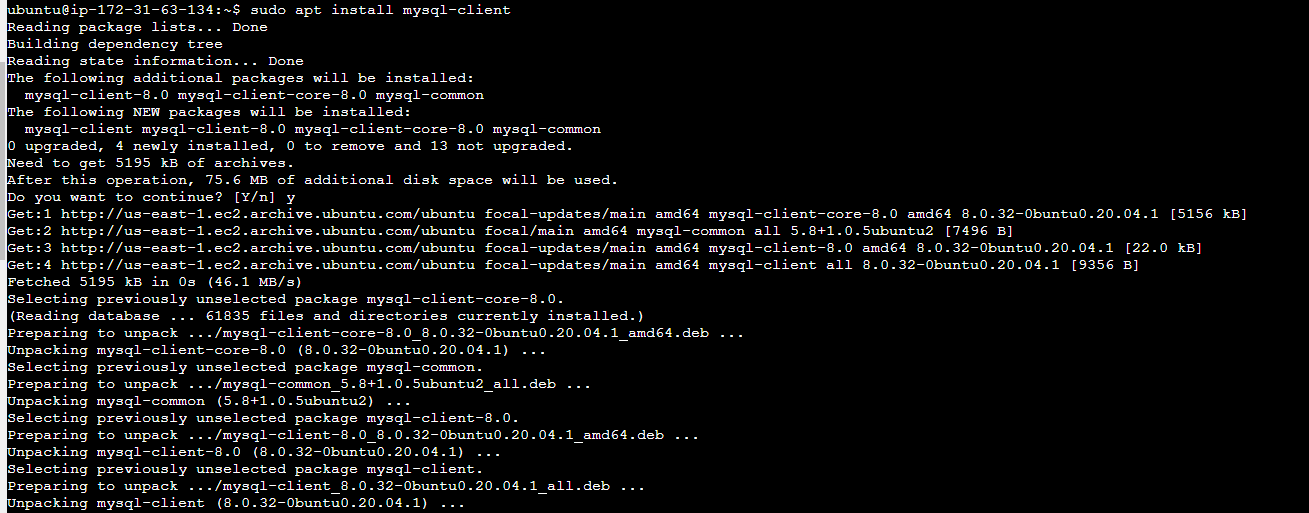 ubuntu@ip-172-31-63-134:~$ sudo apt install mysql-client
Reading package lists... Done
Building dependency tree
Reading state information... Done
The following additional packages will be installed:
  mysql-client-8.0 mysql-client-core-8.0 mysql-common
The following NEW packages will be installed:
  mysql-client mysql-client-8.0 mysql-client-core-8.0 mysql-common
0 upgraded, 4 newly installed, 0 to remove and 13 not upgraded.
Need to get 5195 kB of archives.
After this operation, 75.6 MB of additional disk space will be used.
Do you want to continue? [Y/n] y
Get:1 http://us-east-1.ec2.archive.ubuntu.com/ubuntu focal-updates/main amd64 mysql-client-core-8.0 amd64 8.0.32-0buntu0.20.04.1 [5156 kB]
Get:2 http://us-east-1.ec2.archive.ubuntu.com/ubuntu focal/main amd64 mysql-common all 5.8+1.0.5ubuntu2 [7496 B]
Get:3 http://us-east-1.ec2.archive.ubuntu.com/ubuntu focal-updates/main amd64 mysql-client-8.0 amd64 8.0.32-0buntu0.20.04.1 [22.0 kB]
Get:4 http://us-east-1.ec2.archive.ubuntu.com/ubuntu focal-updates/main amd64 mysql-client all 8.0.32-0buntu0.20.04.1 [9356 B]
Fetched 5195 kB in 0s (46.1 MB/s)
Selecting previously unselected package mysql-client-core-8.0.
(Reading database ... 61835 files and directories currently installed.)
Preparing to unpack .../mysql-client-core-8.0_8.0.32-0buntu0.20.04.1_amd64.deb ...
Unpacking mysql-client-core-8.0 (8.0.32-0buntu0.20.04.1) ...
Selecting previously unselected package mysql-common.
Preparing to unpack .../mysql-common_5.8+1.0.5ubuntu2_all.deb ...
Unpacking mysql-common (5.8+1.0.5ubuntu2) ...
Selecting previously unselected package mysql-client-8.0.
Preparing to unpack .../mysql-client-8.0_8.0.32-0buntu0.20.04.1_amd64.deb ...
Unpacking mysql-client-8.0 (8.0.32-0buntu0.20.04.1) ...
Selecting previously unselected package mysql-client.
Preparing to unpack .../mysql-client_8.0.32-0buntu0.20.04.1_all.deb ...
Unpacking mysql-client (8.0.32-0buntu0.20.04.1) ...